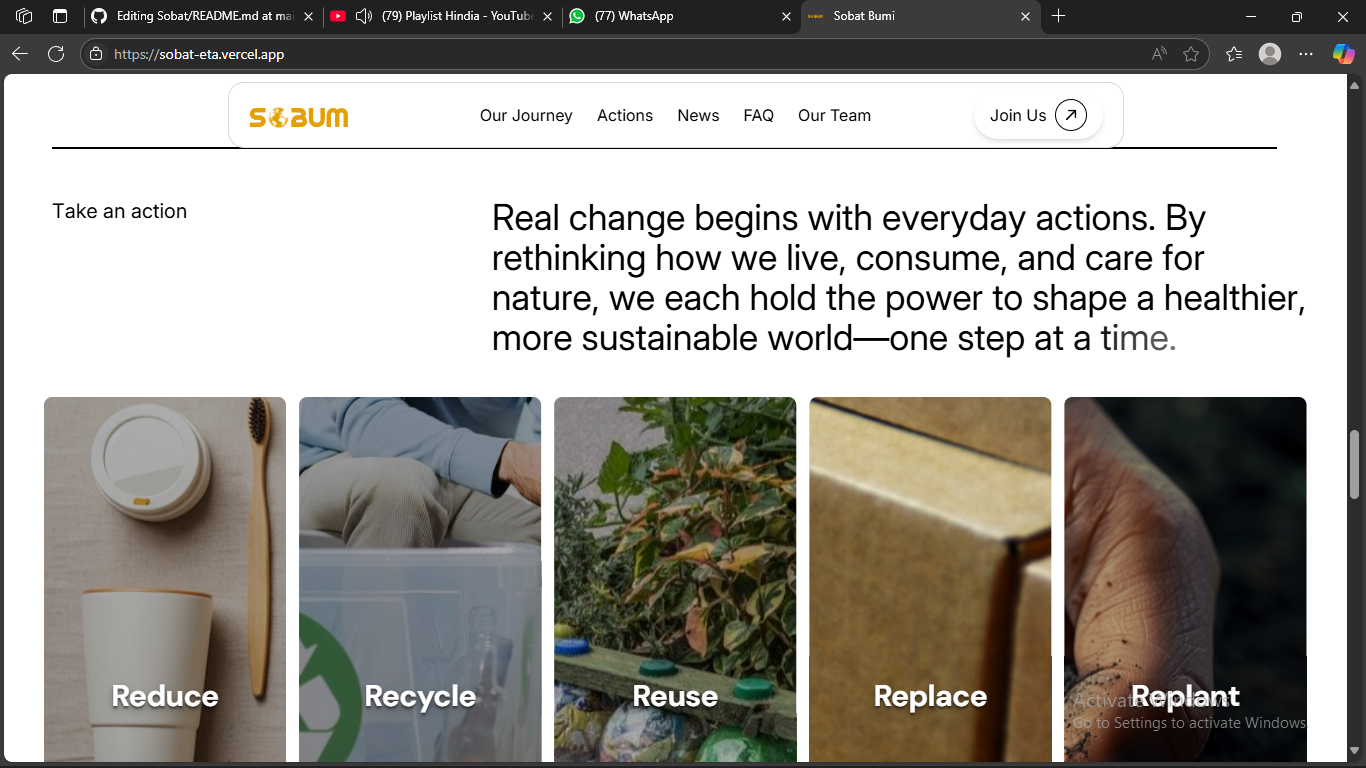 Editing Sobat/README.md at mai
(79) Playlist Hindia - YouTube
(77) WhatsApp
Sobat Bumi
https://sobat-eta.vercel.app
SOBUM
Our Journey
Actions
News
FAQ
Our Team
Join Us
Take an action
Real change begins with everyday actions. By
rethinking how we live, consume, and care for
nature, we each hold the power to shape a healthier,
more sustainable world—one step at a time.
Reduce
Recycle
Reuse
Replace
Replant
Activate Windows
Go to Settings to activate Windows